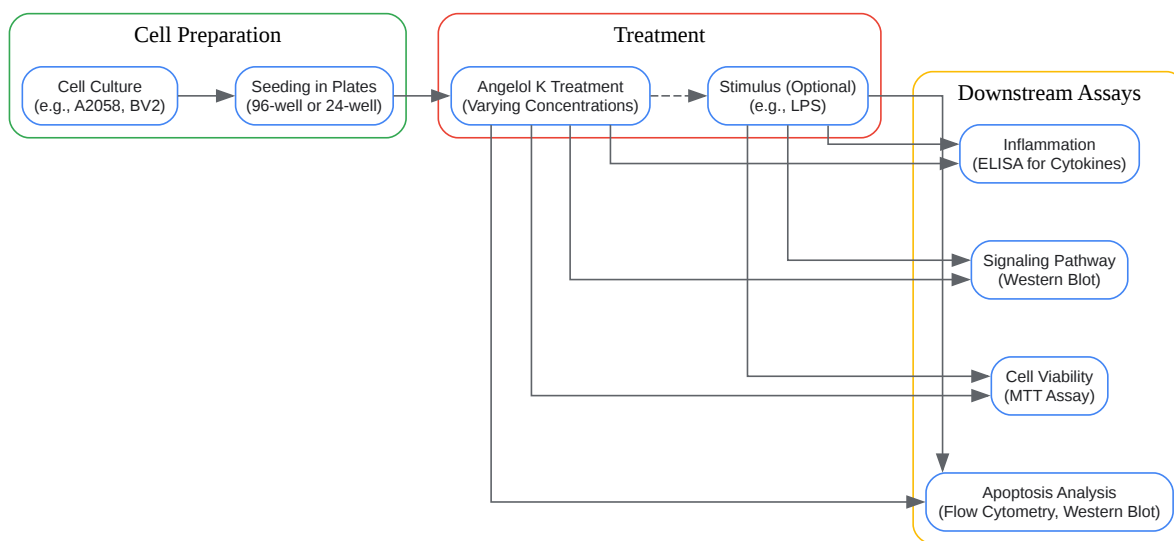 Cell Preparation
Cell Culture
(e.g., A2058, BV2)
Seeding in Plates
(96-well or 24-well)
Treatment
Angelol K Treatment
(Varying Concentrations)
Stimulus (Optional)
(e.g., LPS)
Downstream Assays
Inflammation
(ELISA for Cytokines)
Signaling Pathway
(Western Blot)
Cell Viability
(MTT Assay)
Apoptosis Analysis
(Flow Cytometry, Western Blot)